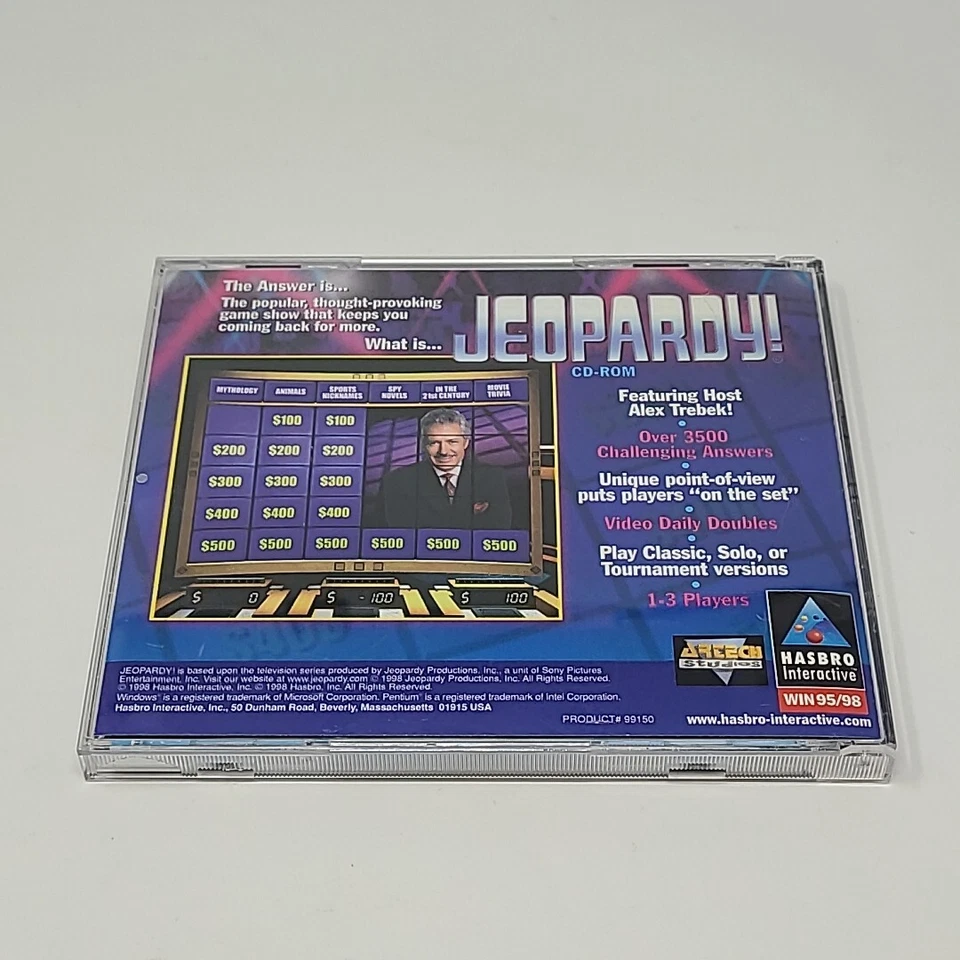 The Answer is...
The popular, thought-provoking
game show that keeps you
coming back for more.
What is...
JEOPARDY!
CD-ROM
MYTHOLOGY ANIMALS SPORTS NICKNAMES SPY NOVELS IN THE 21st CENTURY MOVIE TRIVIA
$100 $100
$200 $200 $200
$300 $300 $300
$400 $400 $400
$500 $500 $500 $500 $500 $500
$ 0 $ -100 $ 100
Featuring Host
Alex Trebek!
Over 3500
Challenging Answers
Unique point-of-view
puts players “on the set”
Video Daily Doubles
Play Classic, Solo, or
Tournament versions
1-3 Players
ARTECH
STUDIOS
HASBRO
Interactive
WIN 95/98
JEOPARDY! is based upon the television series produced by Jeopardy Productions, Inc., a unit of Sony Pictures
Entertainment, Inc. Visit our website at www.jeopardy.com © 1998 Jeopardy Productions, Inc. All Rights Reserved.
© 1998 Hasbro Interactive, Inc. © 1998 Hasbro, Inc. All Rights Reserved.
Windows® is a registered trademark of Microsoft Corporation. Pentium® is a registered trademark of Intel Corporation.
Hasbro Interactive, Inc., 50 Dunham Road, Beverly, Massachusetts 01915 USA
PRODUCT# 99150
www.hasbro-interactive.com